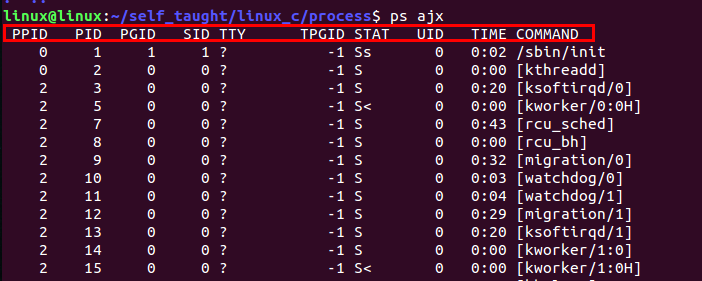 linux@linux:~/self_taught/linux_c/process$ ps ajx
PPID PID PGID SID TTY TPGID STAT UID TIME COMMAND
0 1 1 1 ? -1 Ss 0 0:02 /sbin/init
0 2 0 0 ? -1 S 0 0:00 [kthreadd]
2 3 0 0 ? -1 S 0 0:20 [ksoftirqd/0]
2 5 0 0 ? -1 S< 0 0:00 [kworker/0:0H]
2 7 0 0 ? -1 S 0 0:43 [rcu_sched]
2 8 0 0 ? -1 S 0 0:00 [rcu_bh]
2 9 0 0 ? -1 S 0 0:32 [migration/0]
2 10 0 0 ? -1 S 0 0:03 [watchdog/0]
2 11 0 0 ? -1 S 0 0:04 [watchdog/1]
2 12 0 0 ? -1 S 0 0:29 [migration/1]
2 13 0 0 ? -1 S 0 0:20 [ksoftirqd/1]
2 14 0 0 ? -1 S 0 0:00 [kworker/1:0]
2 15 0 0 ? -1 S< 0 0:00 [kworker/1:0H]